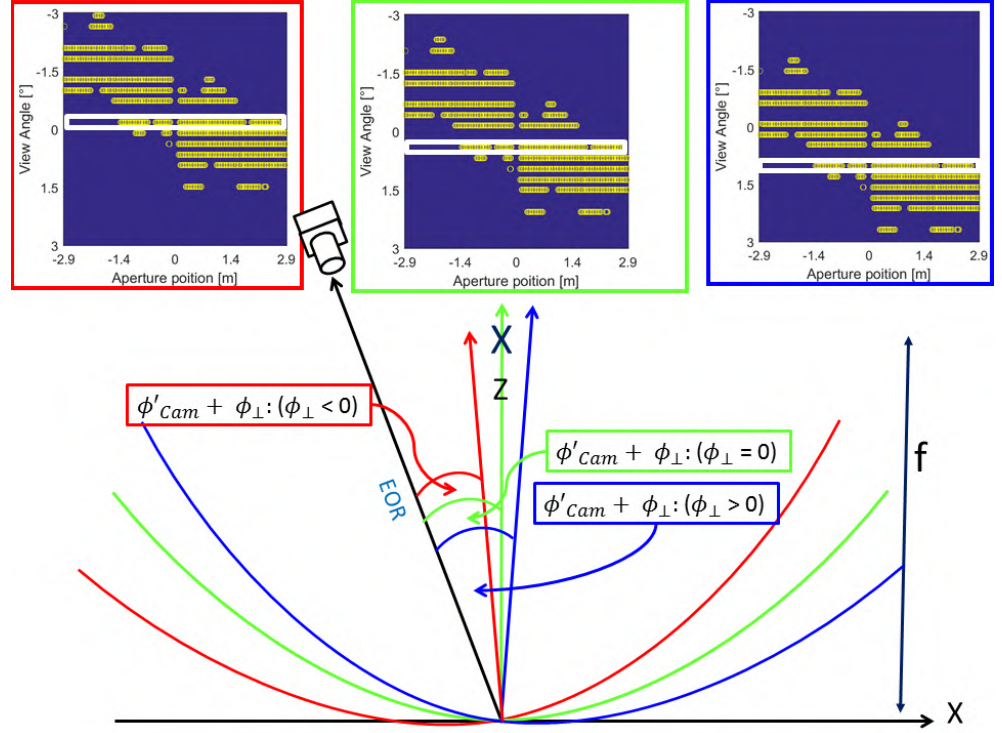 -3
-1.5
0
1.5
3
View Angle [°]
-2.9 -1.4 0 1.4 2.9
Aperture poition [m]
-3
-1.5
0
1.5
3
View Angle [°]
-2.9 -1.4 0 1.4 2.9
Aperture poition [m]
-3
-1.5
0
1.5
3
View Angle [°]
-2.9 -1.4 0 1.4 2.9
Aperture poition [m]
X
Z
ϕ'Cam + ϕ⊥: (ϕ⊥ < 0)
ϕ'Cam + ϕ⊥: (ϕ⊥ = 0)
ϕ'Cam + ϕ⊥: (ϕ⊥ > 0)
EOR
f
X